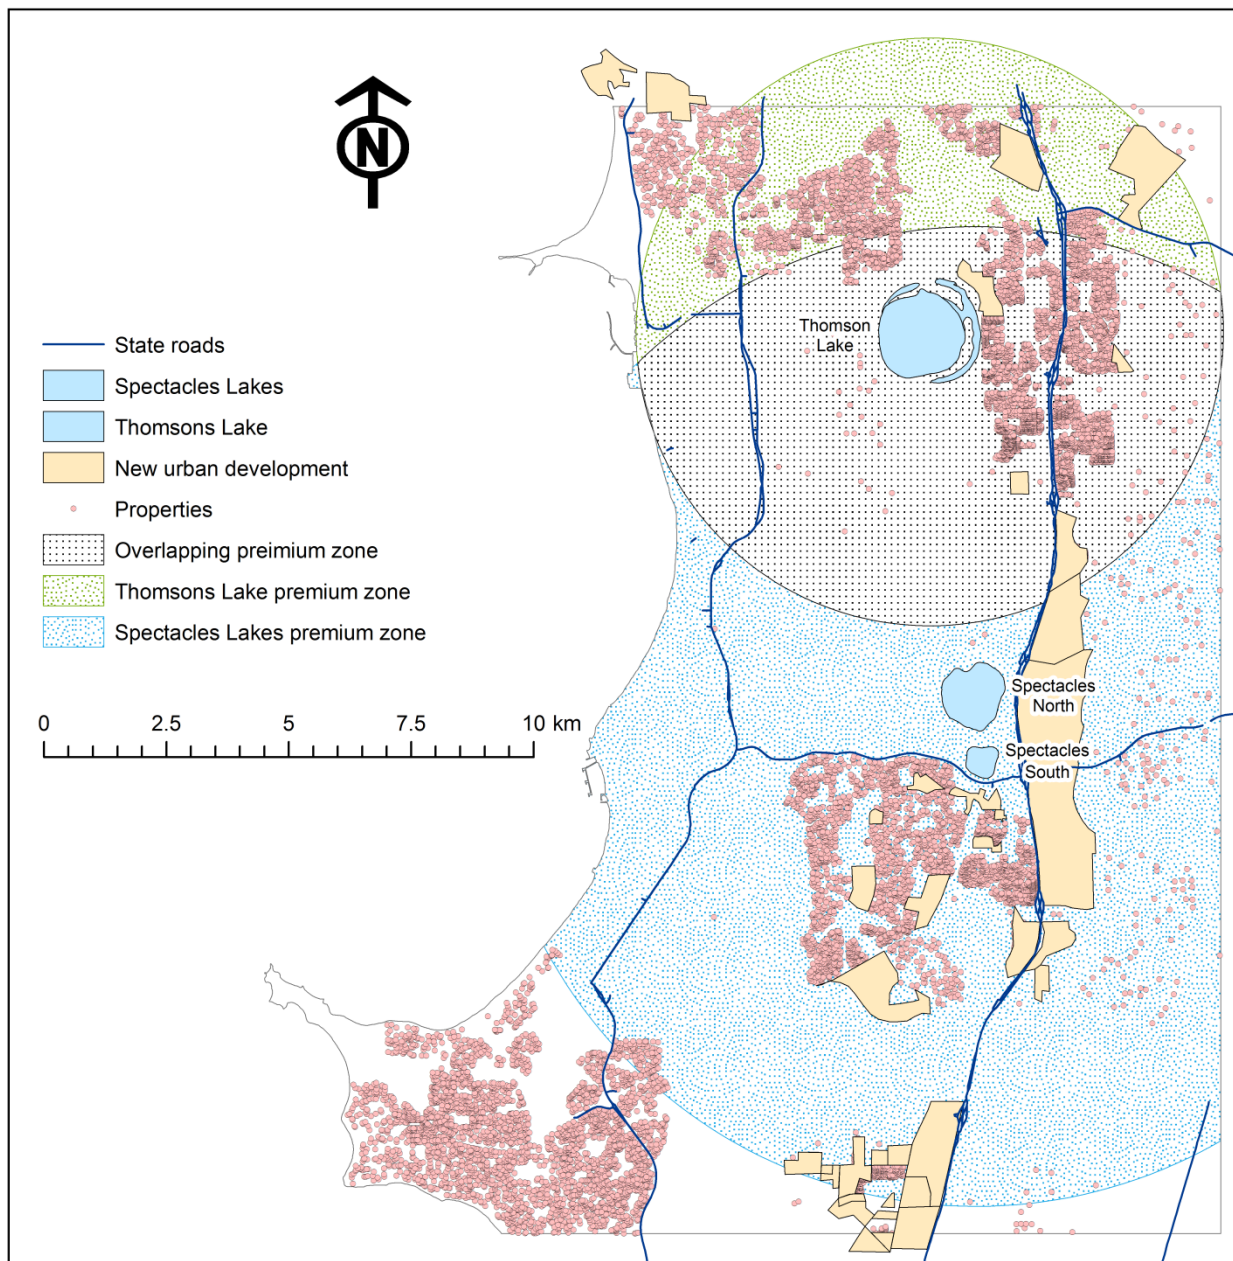 N
Thomson
Lake
State roads
Spectacles Lakes
Thomsons Lake
New urban development
Properties
Overlapping preimium zone
Thomsons Lake premium zone
Spectacles Lakes premium zone
Spectacles
North
0 2.5 5 7.5 10 km
Spectacles
South